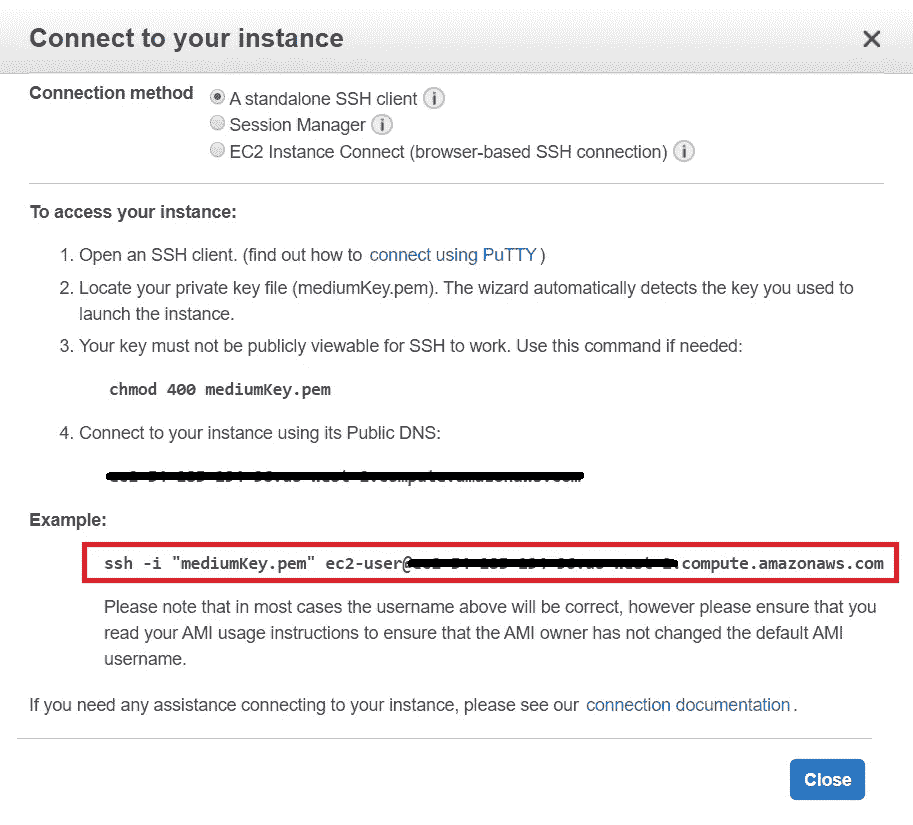 Connect to your instance
Connection method
A standalone SSH client
Session Manager
EC2 Instance Connect (browser-based SSH connection)
To access your instance:
1. Open an SSH client. (find out how to connect using PuTTY)
2. Locate your private key file (mediumKey.pem). The wizard automatically detects the key you used to
launch the instance.
3. Your key must not be publicly viewable for SSH to work. Use this command if needed:
chmod 400 mediumKey.pem
4. Connect to your instance using its Public DNS:
Example:
ssh -i "mediumKey.pem" ec2-user@ .compute.amazonaws.com
Please note that in most cases the username above will be correct, however please ensure that you
read your AMI usage instructions to ensure that the AMI owner has not changed the default AMI
username.
If you need any assistance connecting to your instance, please see our connection documentation.
Close